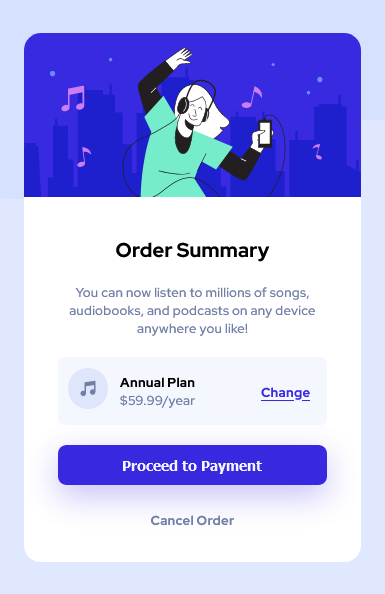 Order Summary
You can now listen to millions of songs,
audiobooks, and podcasts on any device
anywhere you like!
Annual Plan
$59.99/year
Change
Proceed to Payment
Cancel Order